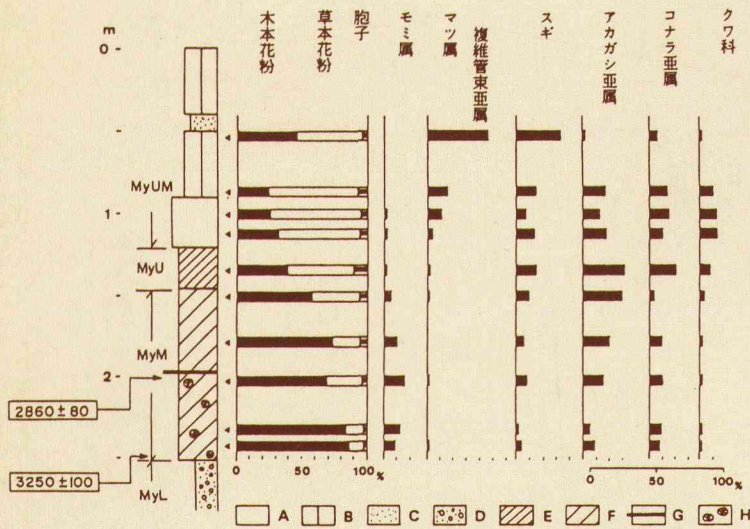 m
木本花粉
草本花粉
胞子
モミ属
マツ属
複維管束亜属
スギ
アカガシ亜属
コナラ亜属
クワ科
0-
1-
2-
MyUM
MyU
MyM
MyL
2860±80
3250±100
0 50 100%
0 50 100%
A B C D E F G H